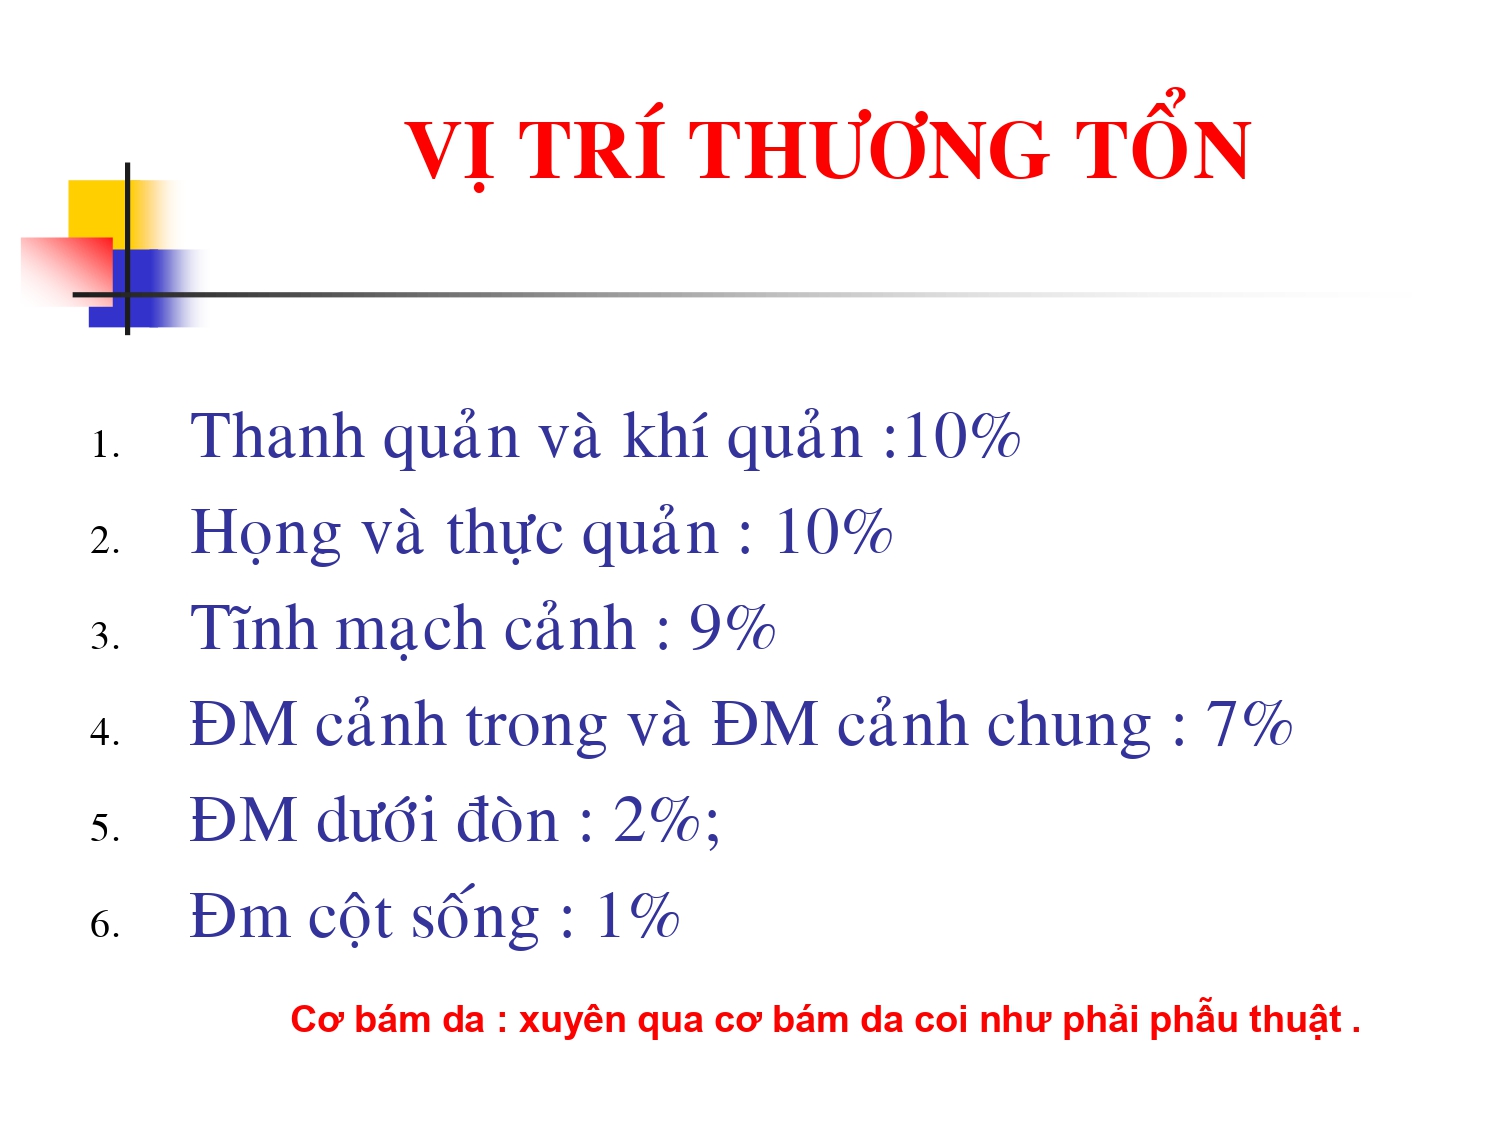 VỊ TRÍ THƯƠNG TỔN
1. Thanh quản và khí quản :10%
2. Họng và thực quản : 10%
3. Tĩnh mạch cảnh : 9%
4. ĐM cảnh trong và ĐM cảnh chung : 7%
5. ĐM dưới đòn : 2%;
6. Đm cột sống : 1%
Cơ bám da : xuyên qua cơ bám da coi như phải phẫu thuật .